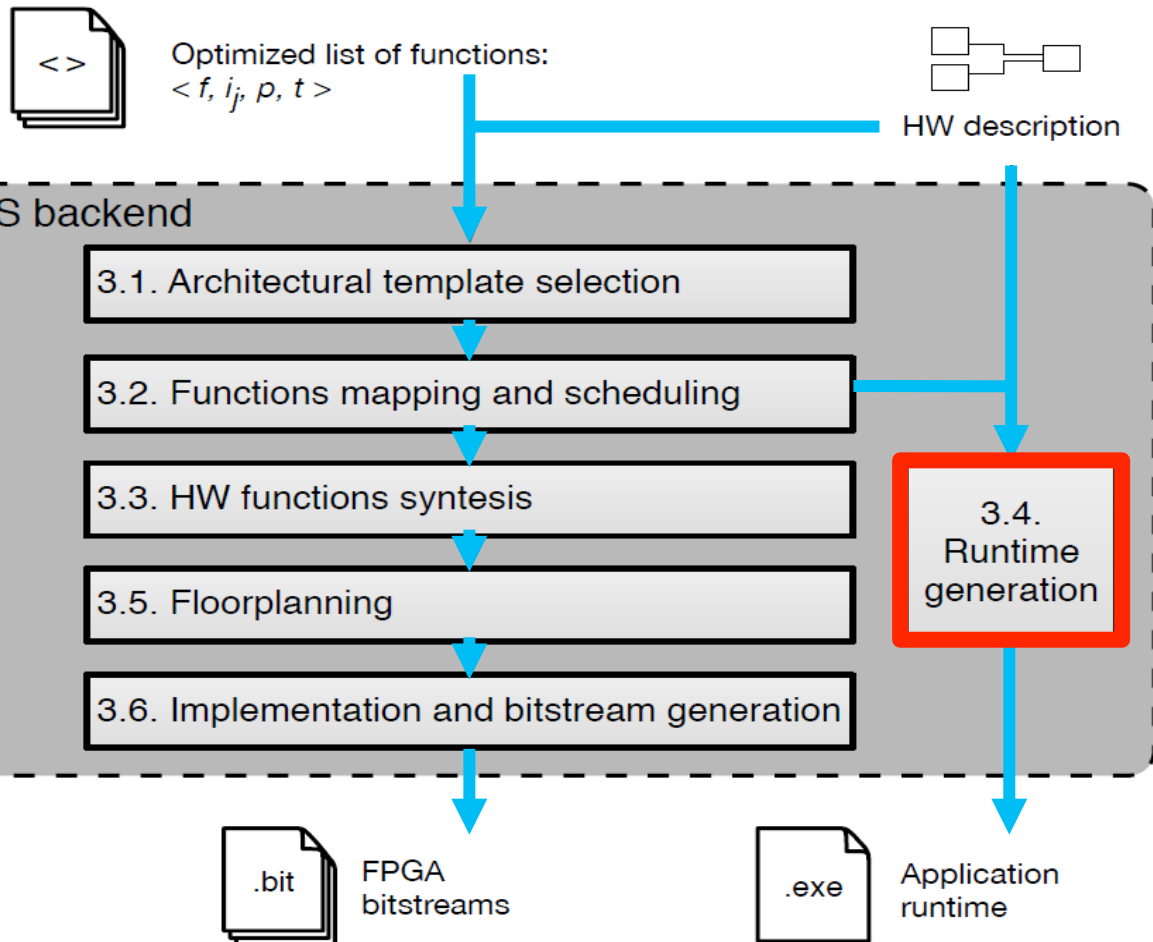 < >
Optimized list of functions:
< f, i_j, p, t >
HW description
S backend
3.1. Architectural template selection
3.2. Functions mapping and scheduling
3.3. HW functions syntesis
3.4.
Runtime
generation
3.5. Floorplanning
3.6. Implementation and bitstream generation
.bit
FPGA
bitstreams
.exe
Application
runtime